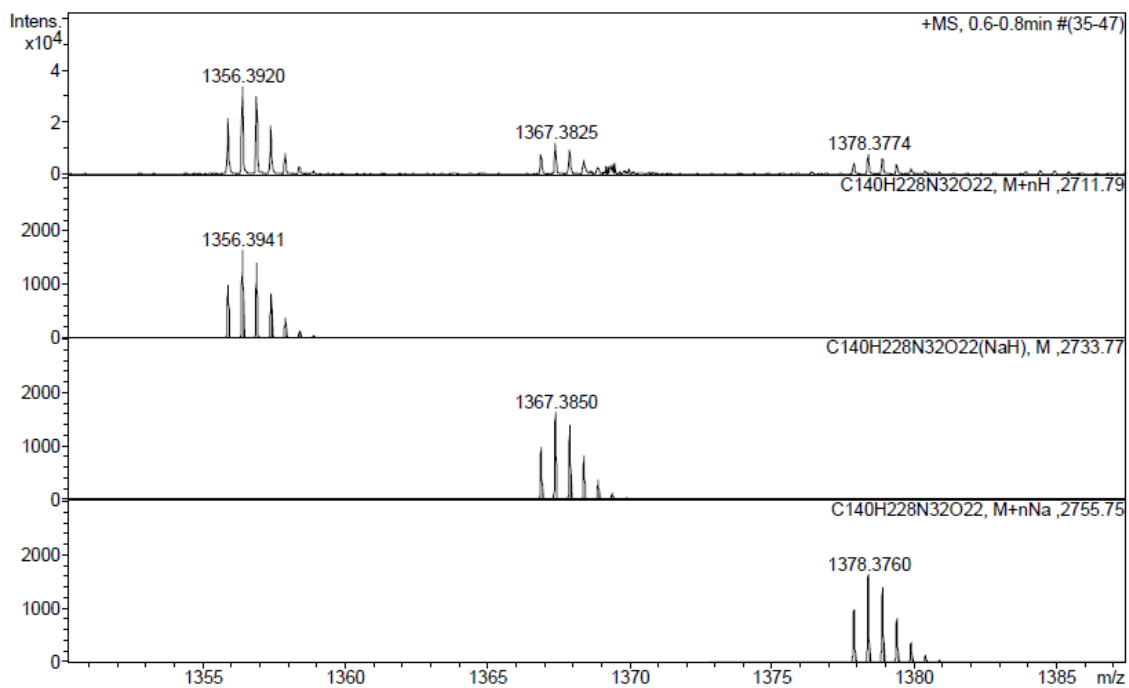 Intens.
x10⁴
+MS, 0.6-0.8min #(35-47)
1356.3920
1367.3825
1378.3774
4
2
0
C140H228N32O22, M+nH ,2711.79
1356.3941
2000
1000
0
C140H228N32O22(NaH), M ,2733.77
1367.3850
2000
1000
0
C140H228N32O22, M+nNa ,2755.75
1378.3760
2000
1000
0
1355 1360 1365 1370 1375 1380 1385 m/z